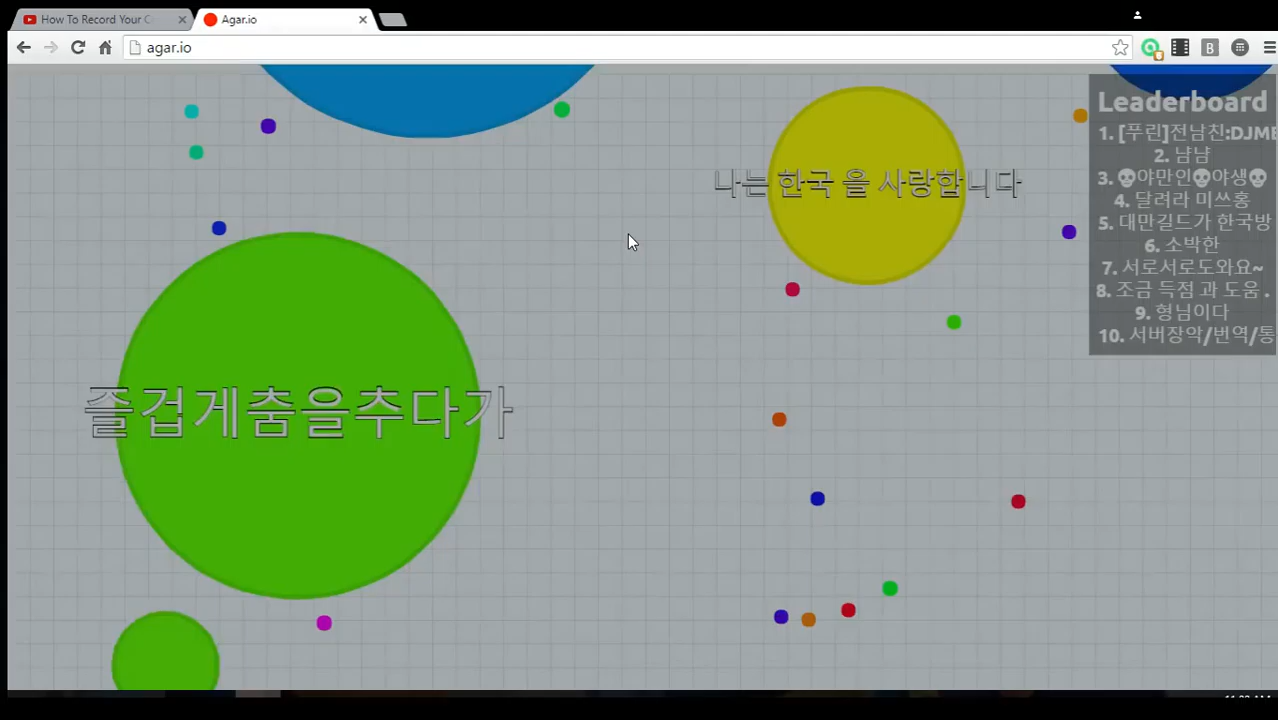 How To Record Your C
Agar.io
agar.io
Leaderboard
1. [푸린]전남친:DJME
2. 냠냠
3. 💀야만인💀야생💀
4. 달려라 미쓰홍
5. 대만길드가 한국방
6. 소박한
7. 서로서로도와요~
8. 조금 득점 과 도움 .
9. 형님이다
10. 서버장악/번역/통
나는 한국 을 사랑합니다
즐겁게춤을추다가